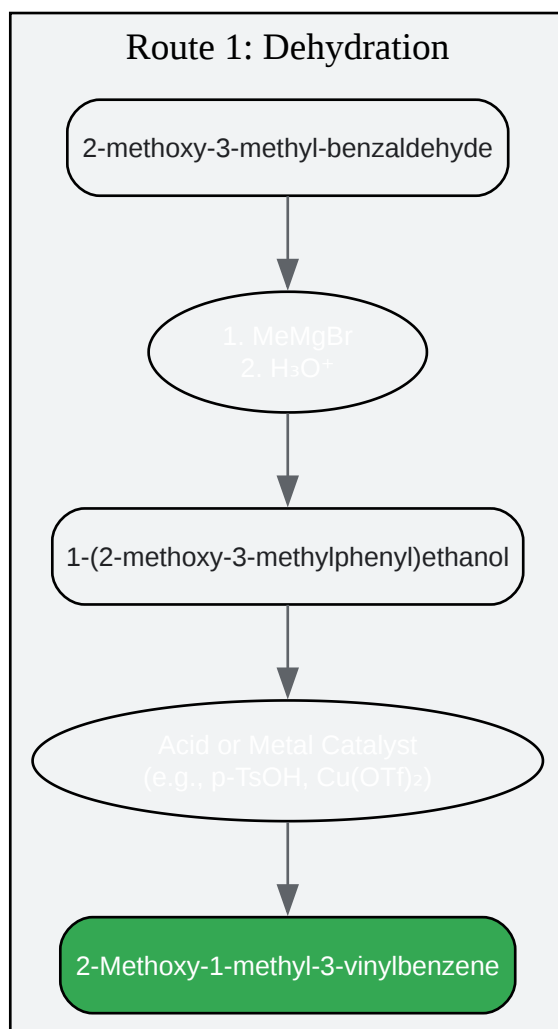 Route 1: Dehydration
2-methoxy-3-methyl-benzaldehyde
1. MeMgBr
2. H₃O⁺
1-(2-methoxy-3-methylphenyl)ethanol
Acid or Metal Catalyst
(e.g., p-TsOH, Cu(OTf)₂)
2-Methoxy-1-methyl-3-vinylbenzene